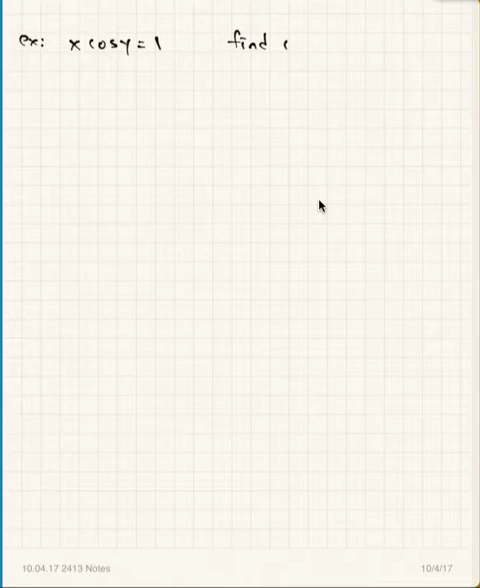 ex: x cosy = 1 find
10.04.17 2413 Notes 10/4/17